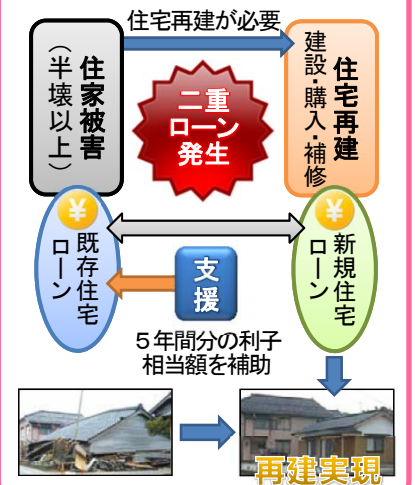 住宅再建が必要
住家被害
（半壊以上）
二重
ローン
発生
住宅再建
建設・購入・補修
¥
既存住宅
ローン
¥
新規住宅
ローン
支援
５年間分の利子
相当額を補助
再建実現